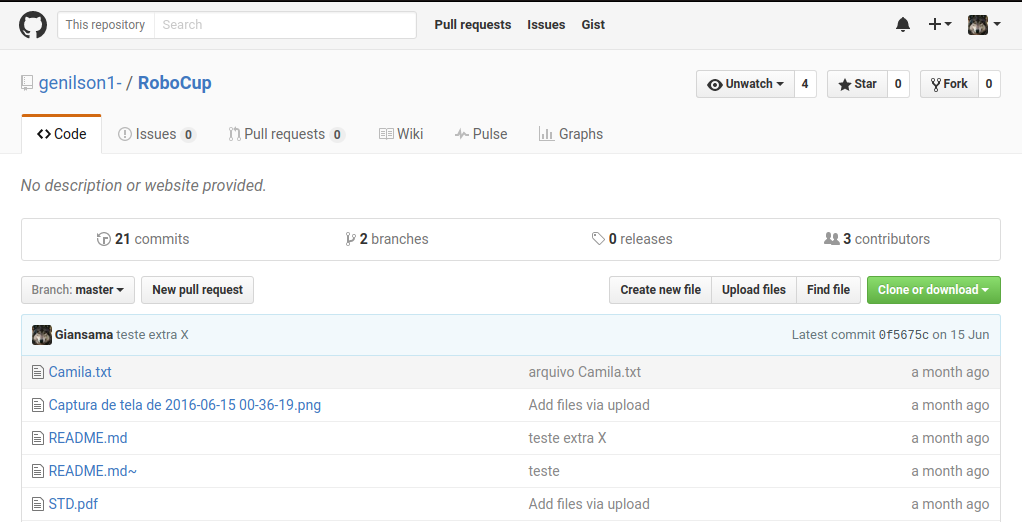 This repository Search Pull requests Issues Gist
genilson1- / RoboCup Unwatch 4 Star 0 Fork 0
Code Issues 0 Pull requests 0 Wiki Pulse Graphs
No description or website provided.
21 commits 2 branches 0 releases 3 contributors
Branch: master New pull request Create new file Upload files Find file Clone or download
Giansama teste extra X Latest commit 0f5675c on 15 Jun
Camila.txt arquivo Camila.txt a month ago
Captura de tela de 2016-06-15 00-36-19.png Add files via upload a month ago
README.md teste extra X a month ago
README.md~ teste a month ago
STD.pdf Add files via upload a month ago